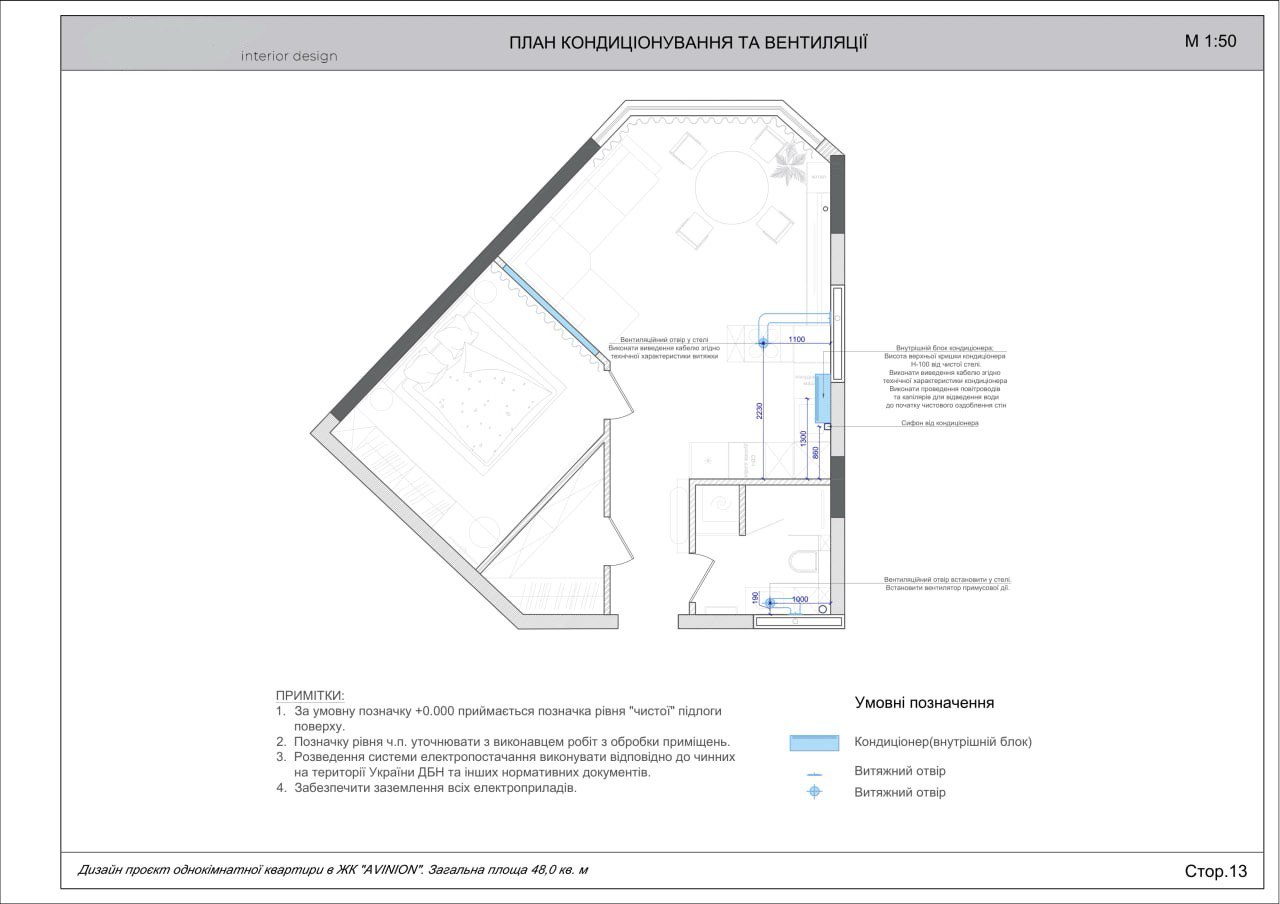 interior design
ПЛАН КОНДИЦІОНУВАННЯ ТА ВЕНТИЛЯЦІЇ
М 1:50
Вентиляційний отвір у стелі
Виконати виведення кабелю згідно
технічної характеристики витяжки
1100
2230
1300
860
Внутрішній блок кондиціонера;
Висота верхньої кришки кондиціонера
Н-100 від чистої стелі.
Виконати виведення кабелю згідно
технічної характеристики кондиціонера
Виконати проведення повітроводів
та капілярів для відведення води
до початку чистового оздоблення стін
Сифон від кондиціонера
Вентиляційний отвір встановити у стелі.
Встановити вентилятор примусової дії.
190
1000
ПРИМІТКИ:
1. За умовну позначку +0.000 приймається позначка рівня "чистої" підлоги
поверху.
2. Позначку рівня ч.п. уточнювати з виконавцем робіт з обробки приміщень.
3. Розведення системи електропостачання виконувати відповідно до чинних
на території України ДБН та інших нормативних документів.
4. Забезпечити заземлення всіх електроприладів.
Умовні позначення
Кондиціонер(внутрішній блок)
Витяжний отвір
Витяжний отвір
Дизайн проєкт однокімнатної квартири в ЖК "AVINION". Загальна площа 48,0 кв. м
Стор.13